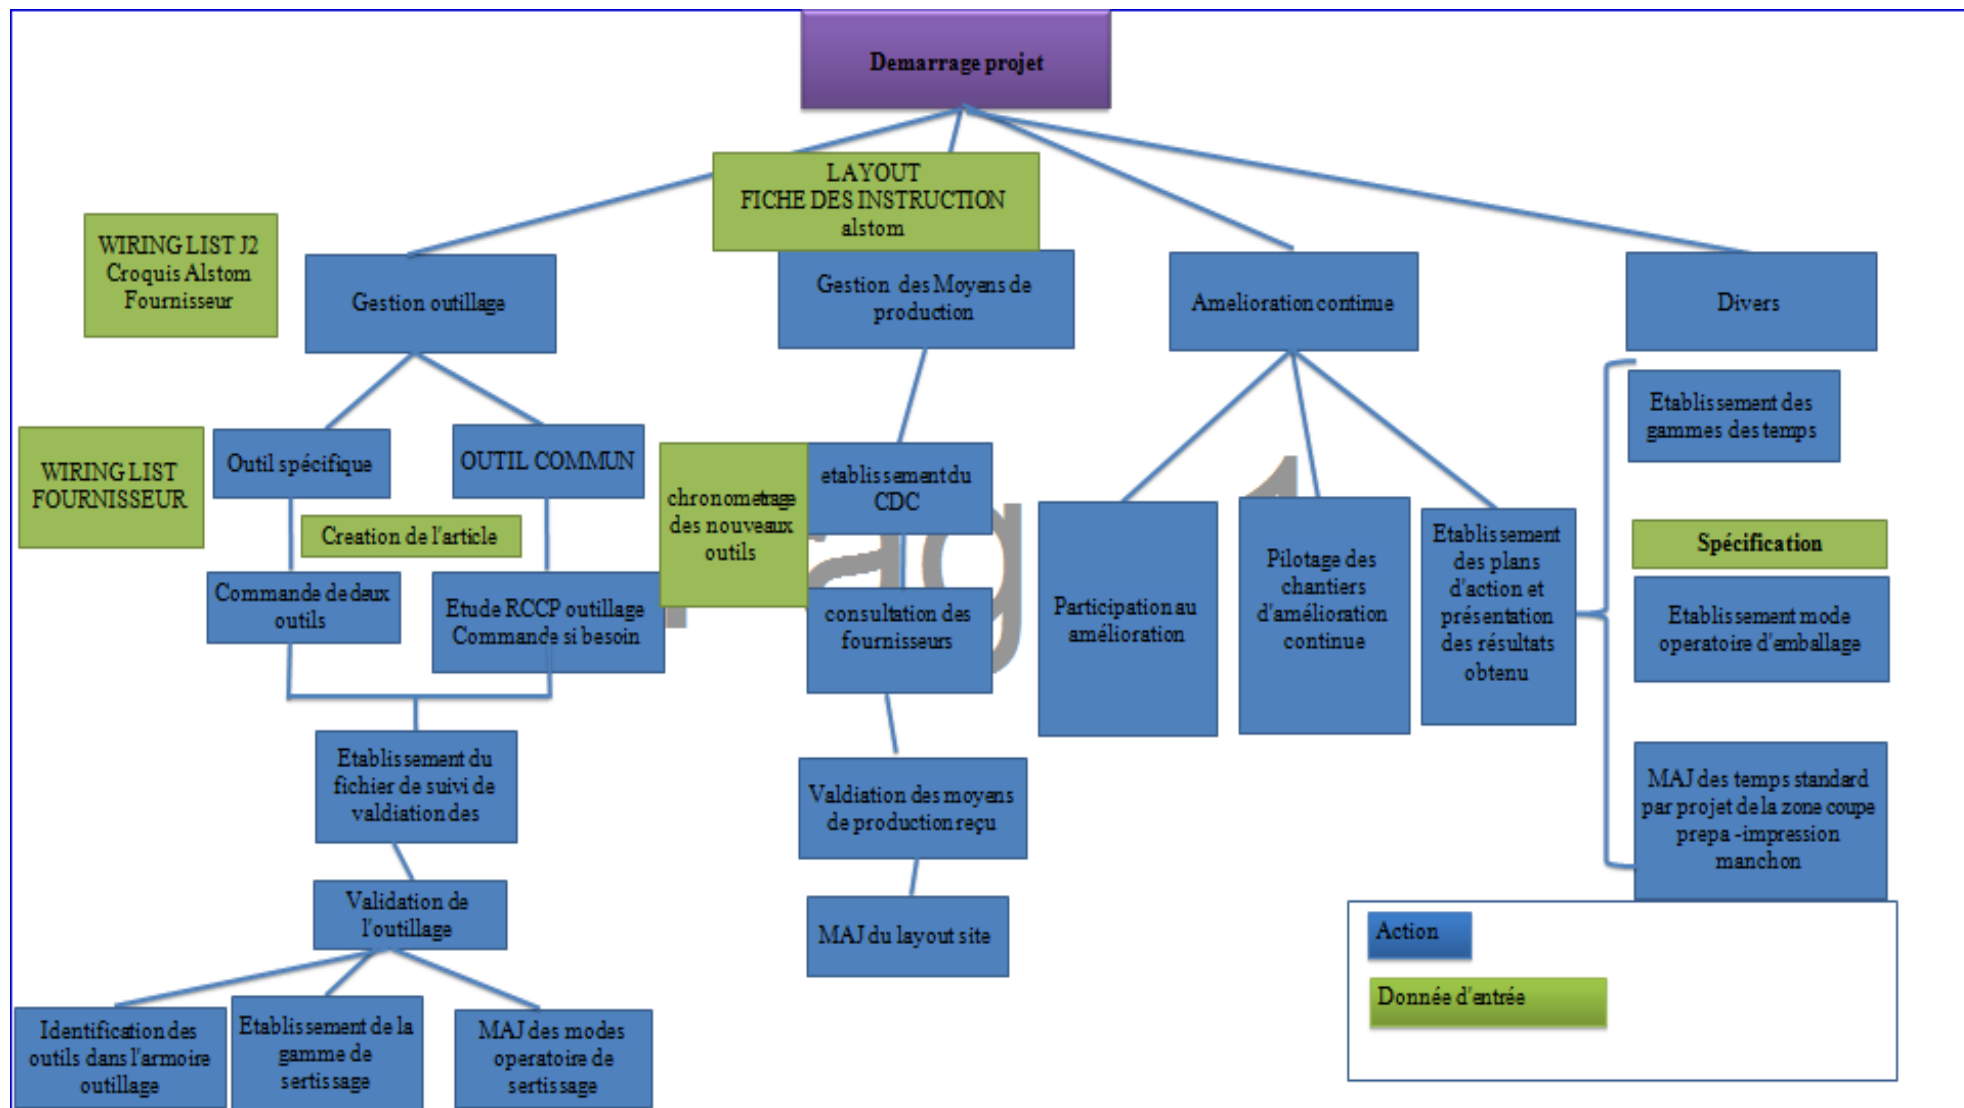 Demarrage projet
LAYOUT
FICHE DES INSTRUCTION
alstom
WIRING LIST J2
Croquis Alstom
Fournisseur
Gestion outillage
Gestion des Moyens de
production
Amelioration continue
Divers
WIRING LIST
FOURNISSEUR
Outil spécifique
OUTIL COMMUN
Creation de l'article
Commande de deux
outils
Etude RCCP outillage
Commande si besoin
Etablissement du
fichier de suivi de
valdiation des
Validation de
l'outillage
Identification des
outils dans l'armoire
outillage
Etablissement de la
gamme de
sertissage
MAJ des modes
operatoire de
sertissage
chronometrage
des nouveaux
outils
etablissement du
CDC
consultation des
fournisseurs
Valdiation des moyens
de production reçu
MAJ du layout site
Participation au
amélioration
Pilotage des
chantiers
d'amélioration
continue
Etablissement
des plans
d'action et
présentation
des résultats
obtenu
Etablissement des
gammes des temps
Spécification
Etablissement mode
operatoire d'emballage
MAJ des temps standard
par projet de la zone coupe
prepa -impression
manchon
Action
Donnée d'entrée